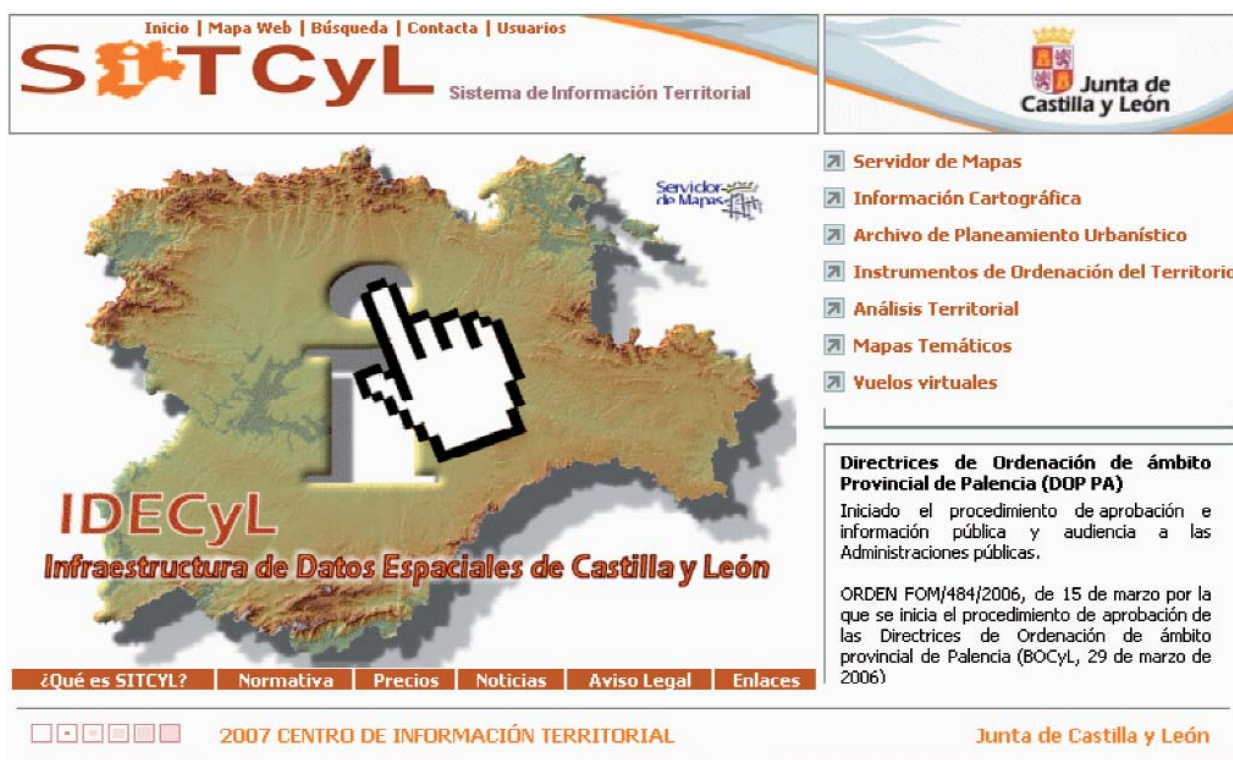 Inicio | Mapa Web | Búsqueda | Contacta | Usuarios
SiTCyL Sistema de Información Territorial
Junta de
Castilla y León
Servidor
de Mapas
i
IDECyL
Infraestructura de Datos Espaciales de Castilla y León
Servidor de Mapas
Información Cartográfica
Archivo de Planeamiento Urbanístico
Instrumentos de Ordenación del Territorio
Análisis Territorial
Mapas Temáticos
Vuelos virtuales
Directrices de Ordenación de ámbito
Provincial de Palencia (DOP PA)
Iniciado el procedimiento de aprobación e
información pública y audiencia a las
Administraciones públicas.
ORDEN FOM/484/2006, de 15 de marzo por la
que se inicia el procedimiento de aprobación de
las Directrices de Ordenación de ámbito
provincial de Palencia (BOCyL, 29 de marzo de
2006)
¿Qué es SITCYL? | Normativa | Precios | Noticias | Aviso Legal | Enlaces
2007 CENTRO DE INFORMACIÓN TERRITORIAL
Junta de Castilla y León